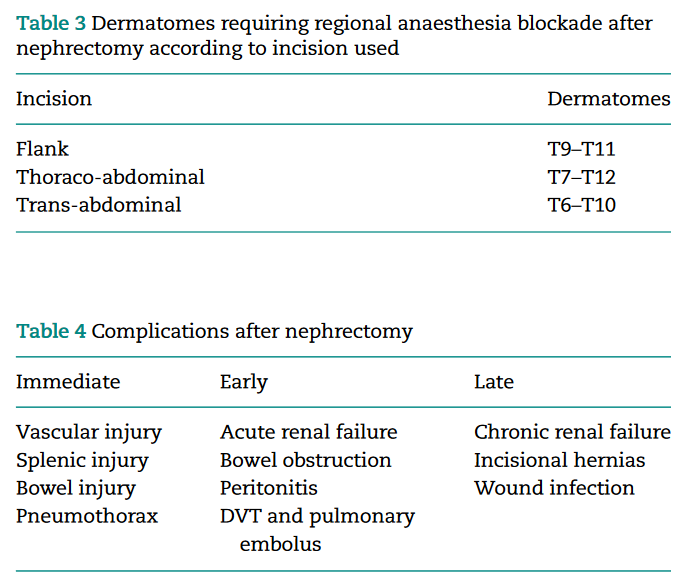 Table 3 Dermatomes requiring regional anaesthesia blockade after
nephrectomy according to incision used
Incision Dermatomes
Flank T9–T11
Thoraco-abdominal T7–T12
Trans-abdominal T6–T10
Table 4 Complications after nephrectomy
Immediate Early Late
Vascular injury Acute renal failure Chronic renal failure
Splenic injury Bowel obstruction Incisional hernias
Bowel injury Peritonitis Wound infection
Pneumothorax DVT and pulmonary
embolus